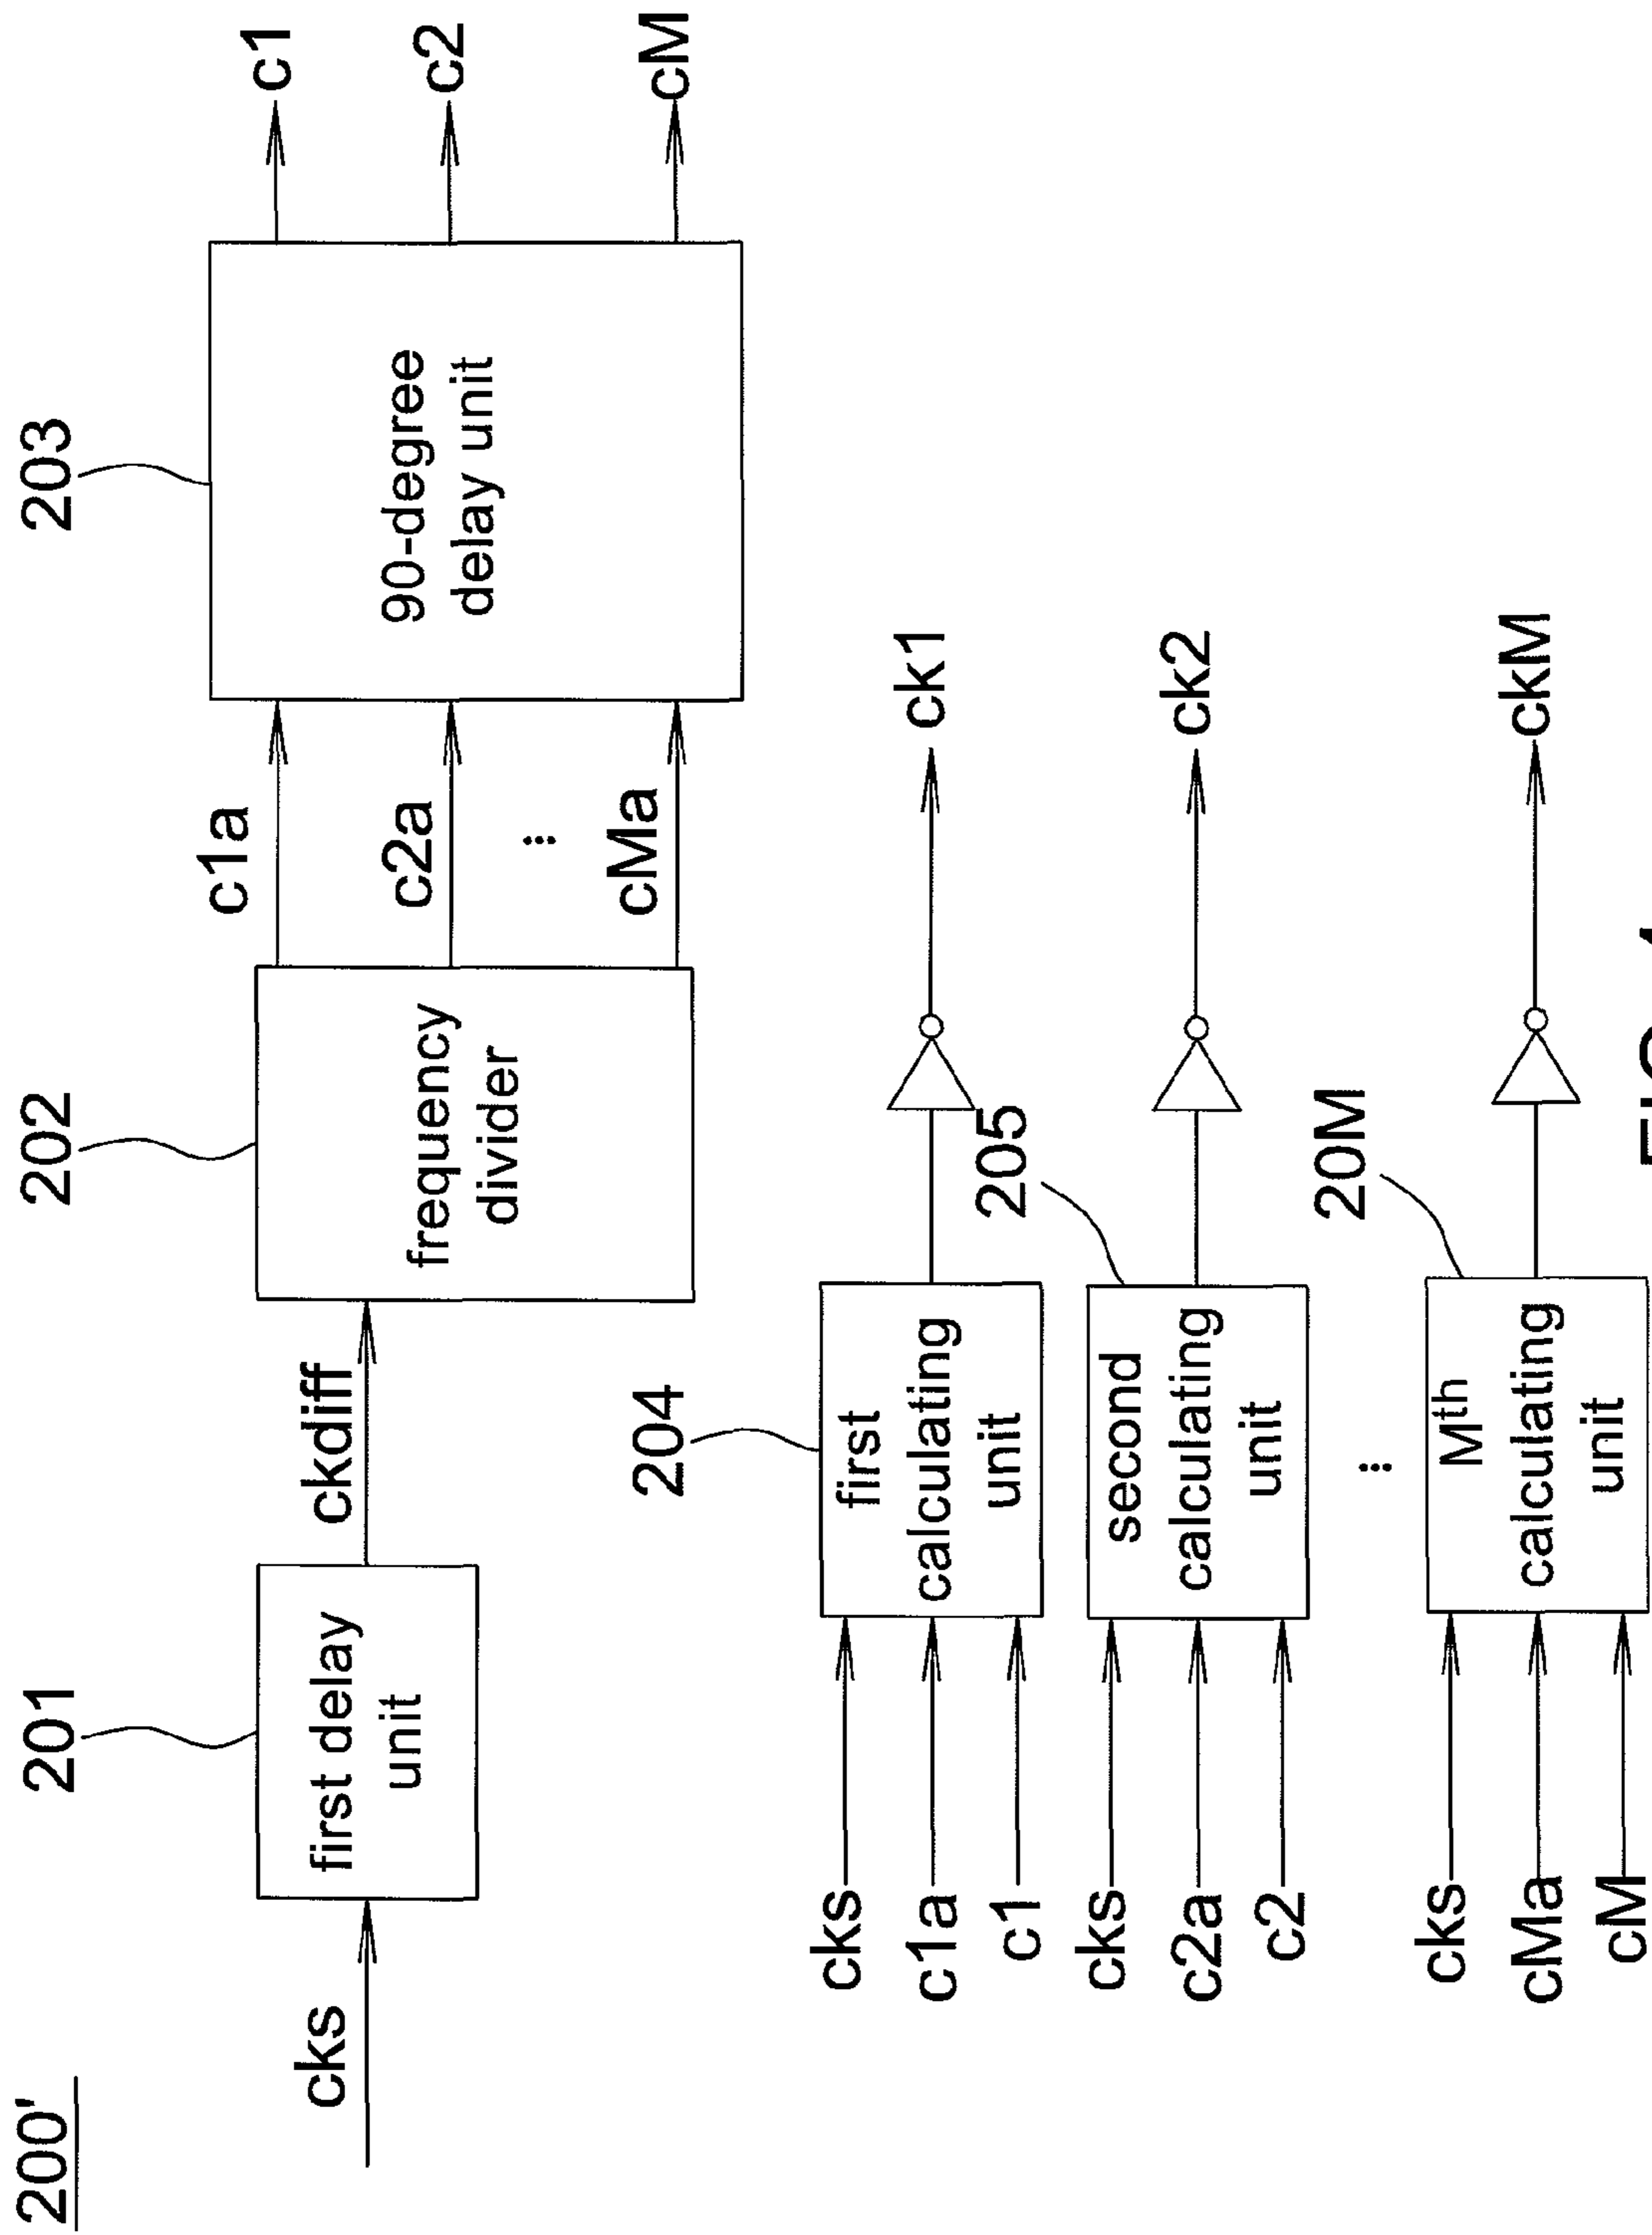 200'
201
202
203
cks
first delay
unit
ckdiff
frequency
divider
c1a
c2a
...
cMa
90-degree
delay unit
c1
c2
cM
204
cks
c1a
c1
first
calculating
unit
ck1
205
cks
c2a
c2
second
calculating
unit
ck2
...
20M
cks
cMa
cM
Mth
calculating
unit
ckM